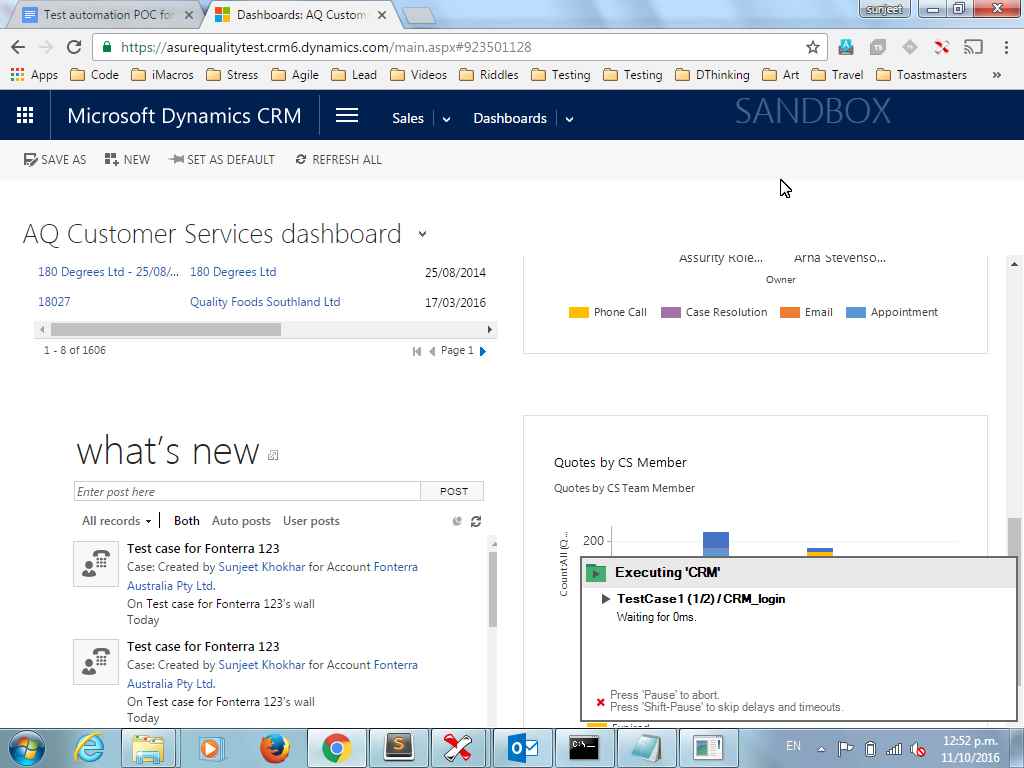 Test automation POC for
Dashboards: AQ Custom
sunjeet
https://asurequalitytest.crm6.dynamics.com/main.aspx#923501128
Apps Code iMacros Stress Agile Lead Videos Riddles Testing Testing DThinking Art Travel Toastmasters »
Microsoft Dynamics CRM Sales Dashboards SANDBOX
SAVE AS NEW SET AS DEFAULT REFRESH ALL
AQ Customer Services dashboard
180 Degrees Ltd - 25/08/... 180 Degrees Ltd 25/08/2014
18027 Quality Foods Southland Ltd 17/03/2016
1 - 8 of 1606 Page 1
Assurity Role... Arna Stevenso...
Owner
Phone Call Case Resolution Email Appointment
what's new
Enter post here POST
All records Both Auto posts User posts
Test case for Fonterra 123
Case: Created by Sunjeet Khokhar for Account Fonterra
Australia Pty Ltd.
On Test case for Fonterra 123's wall
Today
Test case for Fonterra 123
Case: Created by Sunjeet Khokhar for Account Fonterra
Australia Pty Ltd.
On Test case for Fonterra 123's wall
Today
Quotes by CS Member
Quotes by CS Team Member
200
Count:All (Q...
Executing 'CRM'
TestCase1 (1/2) / CRM_login
Waiting for 0ms.
Press 'Pause' to abort.
Press 'Shift-Pause' to skip delays and timeouts.
EN
12:52 p.m.
11/10/2016